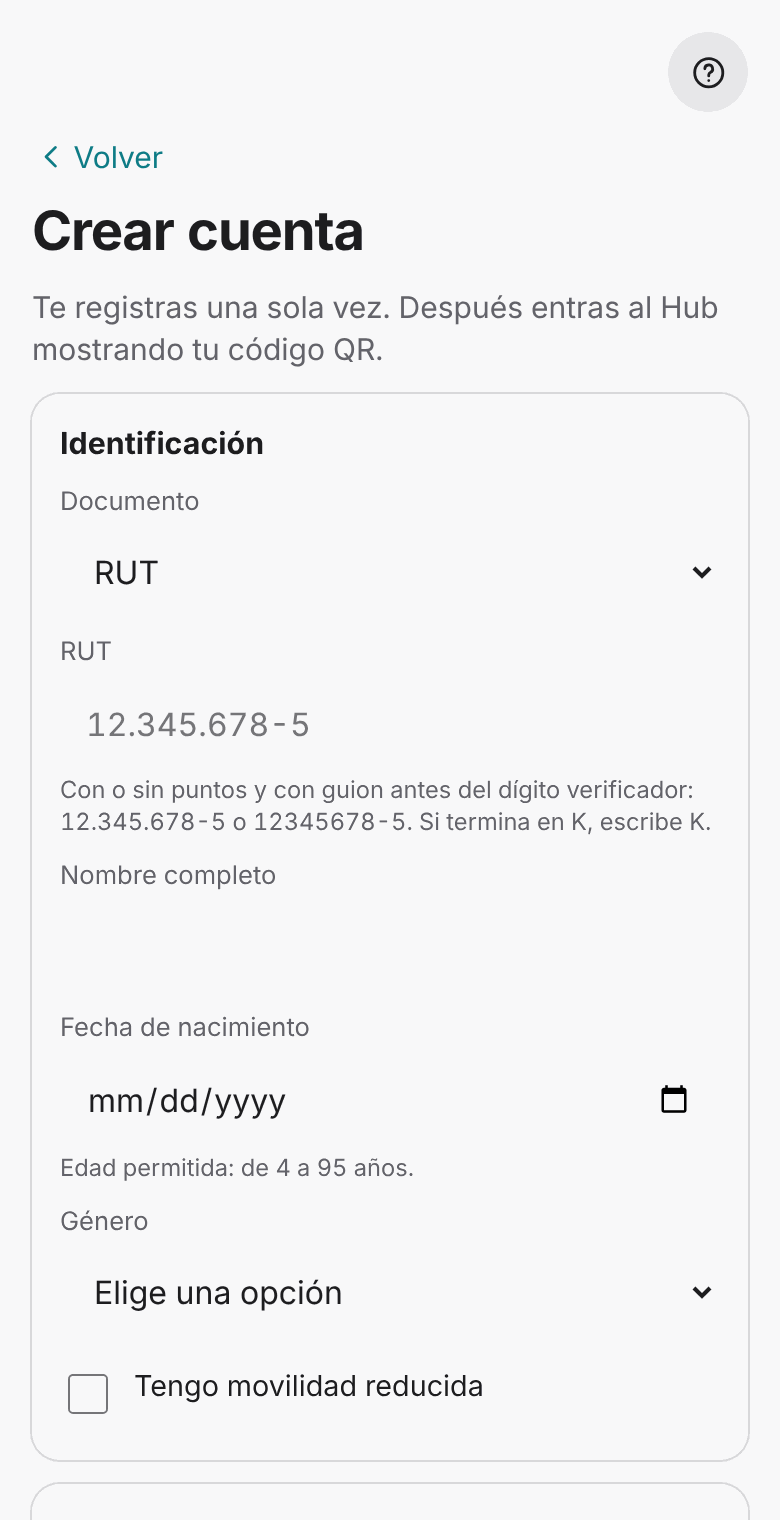 Volver
Crear cuenta
Te registras una sola vez. Después entras al Hub
mostrando tu código QR.
Identificación
Documento
RUT
RUT
12.345.678-5
Con o sin puntos y con guion antes del dígito verificador:
12.345.678-5 o 12345678-5. Si termina en K, escribe K.
Nombre completo
Fecha de nacimiento
mm/dd/yyyy
Edad permitida: de 4 a 95 años.
Género
Elige una opción
Tengo movilidad reducida